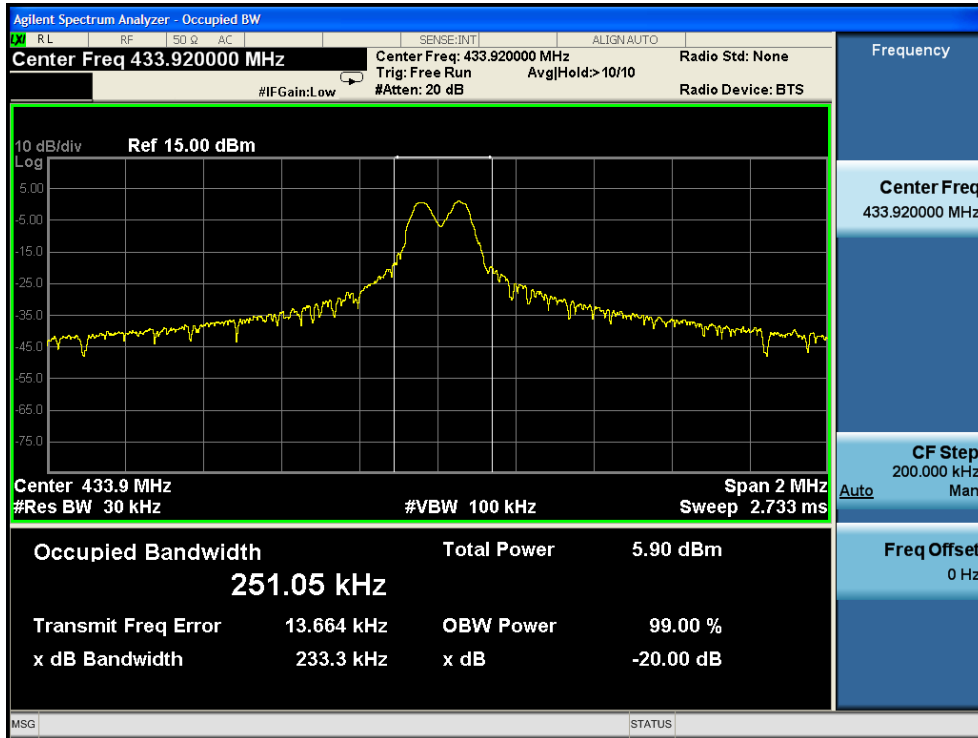 Agilent Spectrum Analyzer - Occupied BW
LXI RL RF 50 Ω AC SENSE:INT ALIGN AUTO
Center Freq 433.920000 MHz
Center Freq: 433.920000 MHz Radio Std: None
Trig: Free Run Avg|Hold:>10/10
#IFGain:Low #Atten: 20 dB Radio Device: BTS
Frequency
10 dB/div Ref 15.00 dBm
Log
5.00
-5.00
-15.0
-25.0
-35.0
-45.0
-55.0
-65.0
-75.0
Center 433.9 MHz Span 2 MHz
#Res BW 30 kHz #VBW 100 kHz Sweep 2.733 ms
Center Freq
433.920000 MHz
CF Step
200.000 kHz
Auto Man
Freq Offset
0 Hz
Occupied Bandwidth Total Power 5.90 dBm
251.05 kHz
Transmit Freq Error 13.664 kHz OBW Power 99.00 %
x dB Bandwidth 233.3 kHz x dB -20.00 dB
MSG STATUS